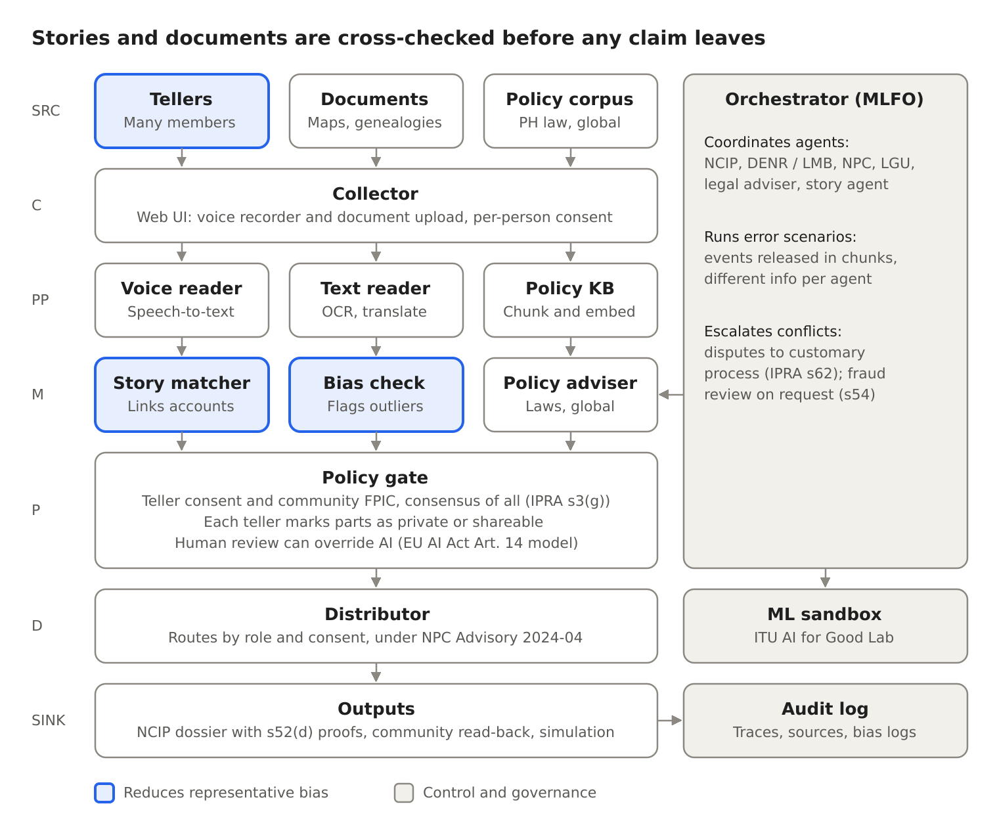 Stories and documents are cross-checked before any claim leaves
SRC
Tellers
Many members
Documents
Maps, genealogies
Policy corpus
PH law, global
Orchestrator (MLFO)
Coordinates agents:
NCIP, DENR / LMB, NPC, LGU,
legal adviser, story agent
Runs error scenarios:
events released in chunks,
different info per agent
Escalates conflicts:
disputes to customary
process (IPRA s62); fraud
review on request (s54)
C
Collector
Web UI: voice recorder and document upload, per-person consent
PP
Voice reader
Speech-to-text
Text reader
OCR, translate
Policy KB
Chunk and embed
M
Story matcher
Links accounts
Bias check
Flags outliers
Policy adviser
Laws, global
P
Policy gate
Teller consent and community FPIC, consensus of all (IPRA s3(g))
Each teller marks parts as private or shareable
Human review can override AI (EU AI Act Art. 14 model)
D
Distributor
Routes by role and consent, under NPC Advisory 2024-04
ML sandbox
ITU AI for Good Lab
SINK
Outputs
NCIP dossier with s52(d) proofs, community read-back, simulation
Audit log
Traces, sources, bias logs
Reduces representative bias
Control and governance